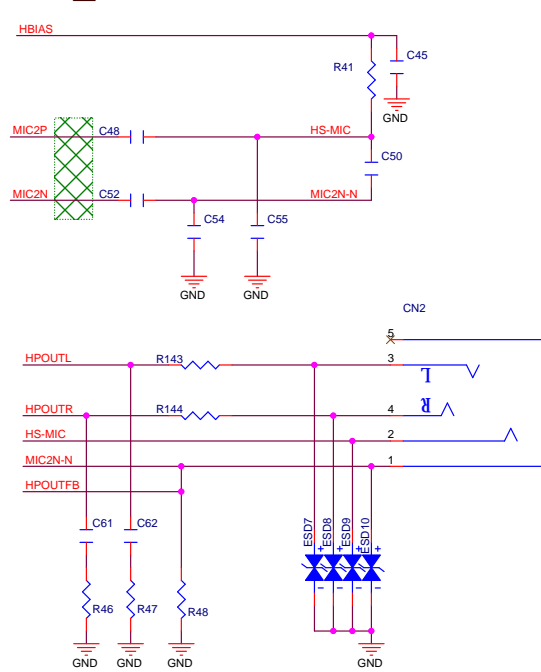 HBIAS
R41
C45
GND
MIC2P
C48
HS-MIC
C50
MIC2N
C52
MIC2N-N
C54
C55
GND
GND
CN2
5
HPOUTL
R143
3
L
HPOUTR
R144
4
R
HS-MIC
2
MIC2N-N
1
HPOUTFB
C61
C62
ESD7
ESD8
ESD9
ESD10
+
+
+
+
-
-
-
-
R46
R47
R48
GND
GND
GND
GND